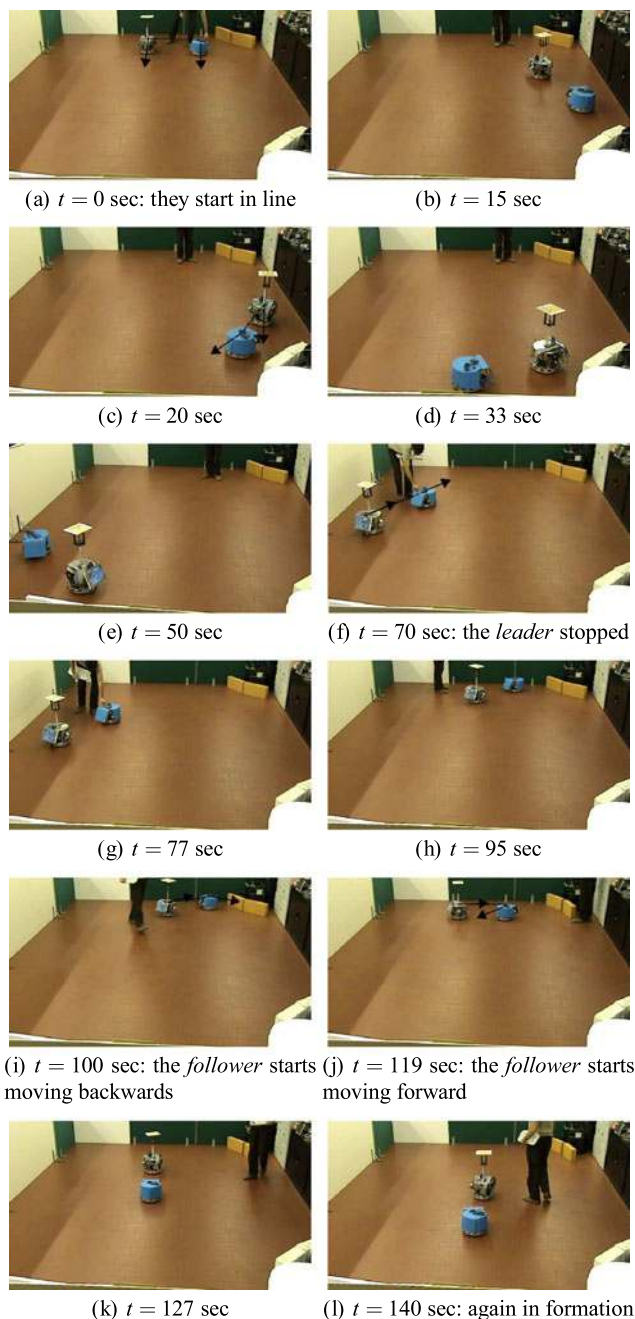 (a) t = 0 sec: they start in line
(b) t = 15 sec
(c) t = 20 sec
(d) t = 33 sec
(e) t = 50 sec
(f) t = 70 sec: the leader stopped
(g) t = 77 sec
(h) t = 95 sec
(i) t = 100 sec: the follower starts
moving backwards
(j) t = 119 sec: the follower starts
moving forward
(k) t = 127 sec
(l) t = 140 sec: again in formation